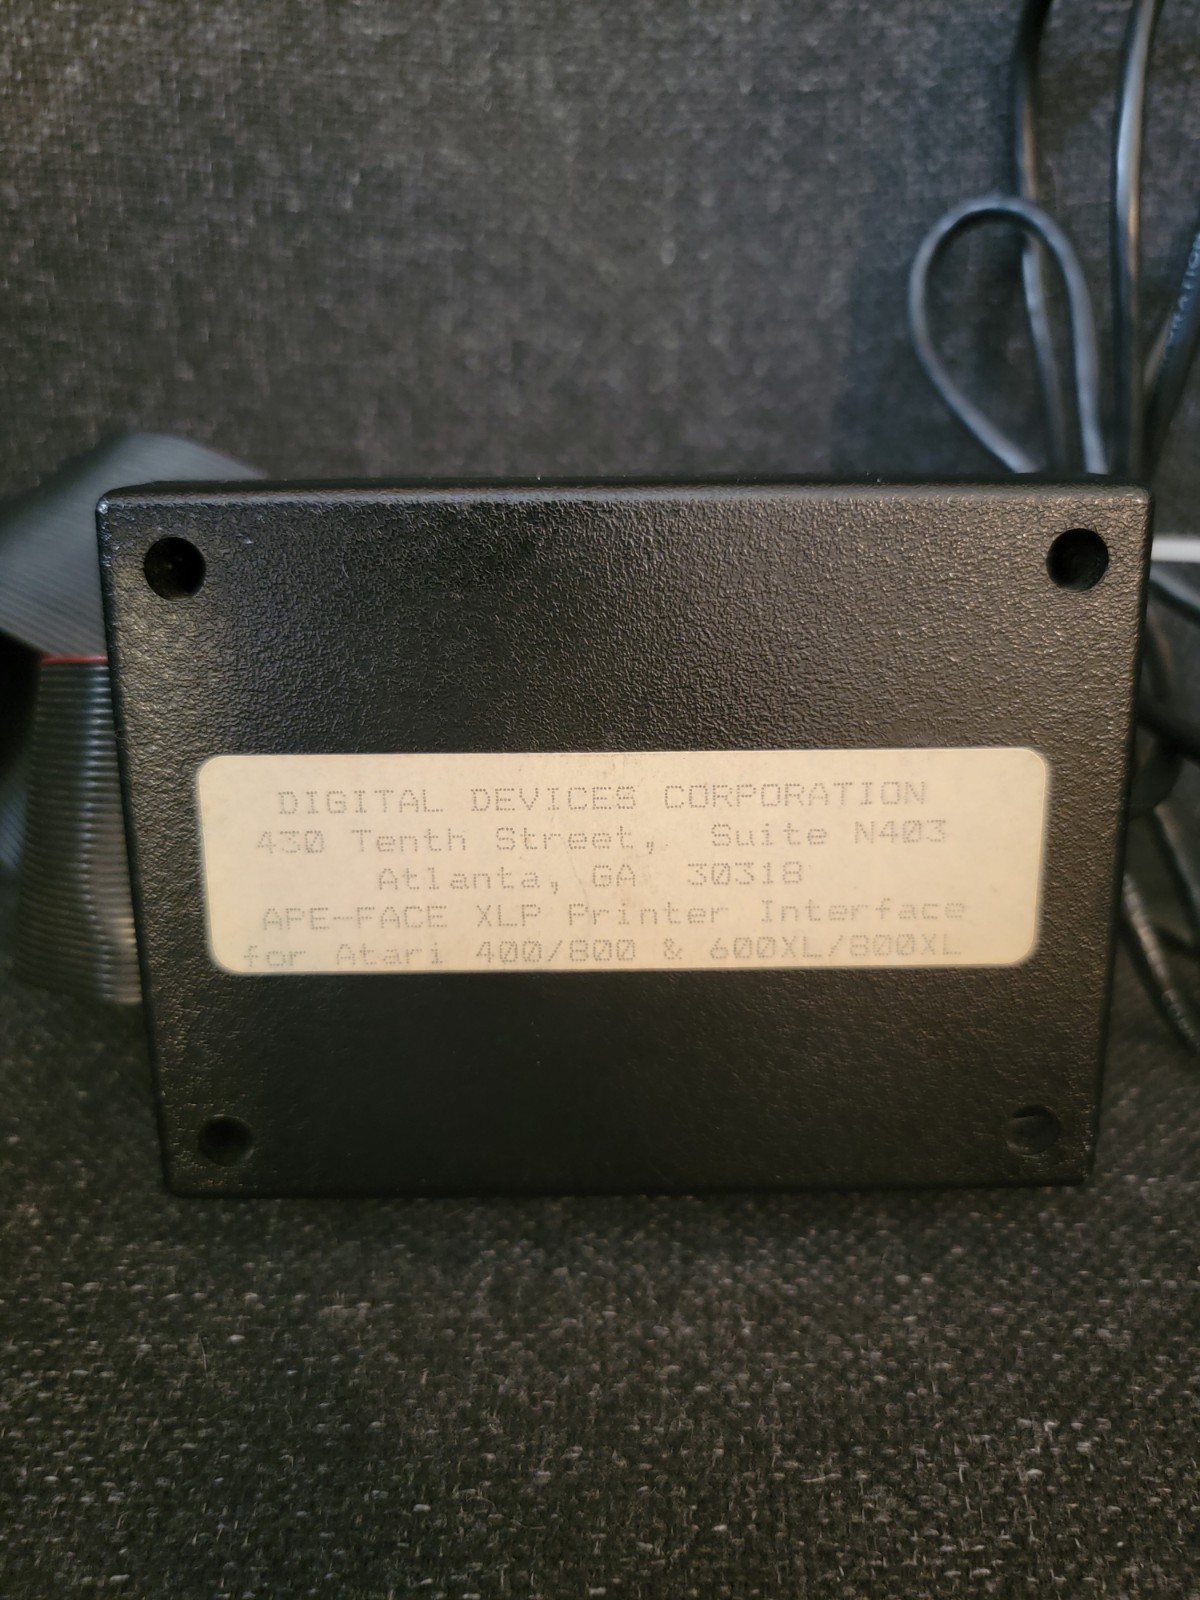 DIGITAL DEVICES CORPORATION
430 Tenth Street, Suite N403
Atlanta, GA 30318
APE-FACE XLP Printer Interface
for Atari 400/800 & 600XL/800XL